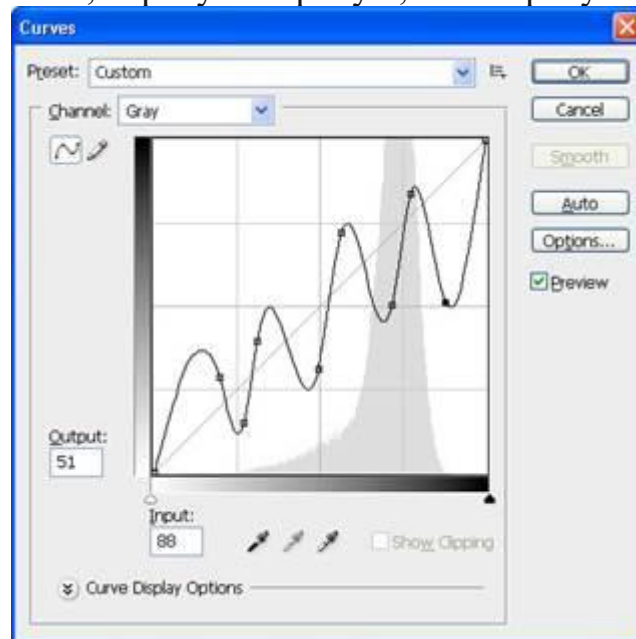 Curves
Preset: Custom
OK
Channel: Gray
Cancel
Smooth
Auto
Options...
Preview
Output:
51
Input:
88
Show Clipping
Curve Display Options